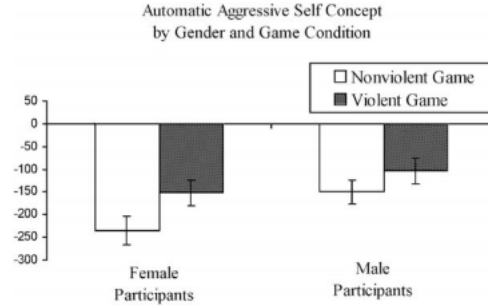 Automatic Aggressive Self Concept
by Gender and Game Condition
Nonviolent Game
Violent Game
50
0
-50
-100
-150
-200
-250
-300
Female
Participants
Male
Participants